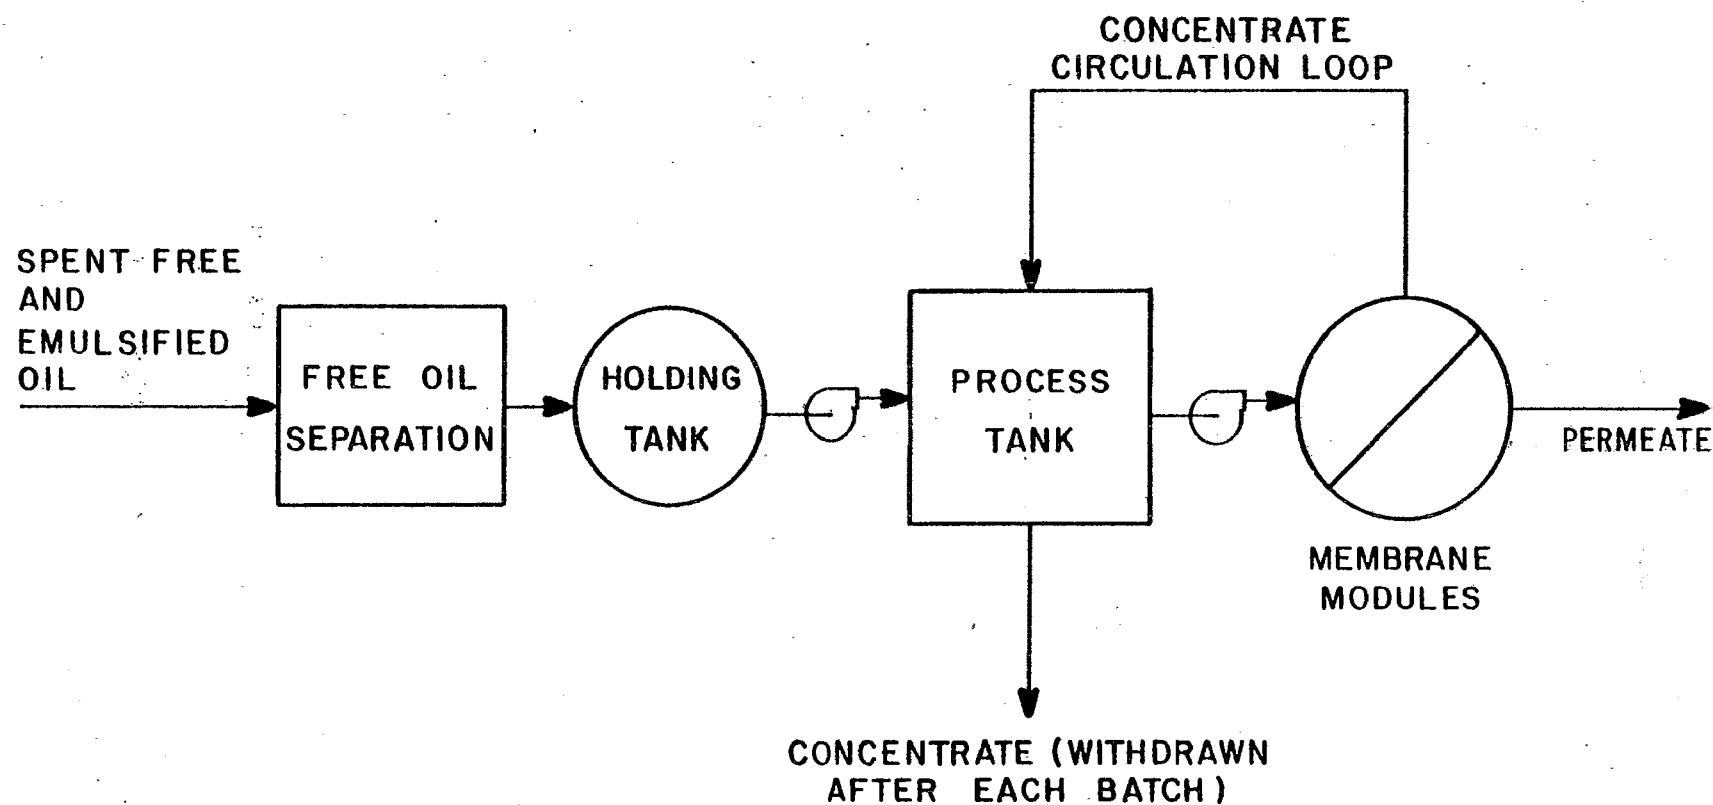 CONCENTRATE
CIRCULATION LOOP
SPENT FREE
AND
EMULSIFIED
OIL
FREE OIL
SEPARATION
HOLDING
TANK
PROCESS
TANK
PERMEATE
MEMBRANE
MODULES
CONCENTRATE (WITHDRAWN
AFTER EACH BATCH)